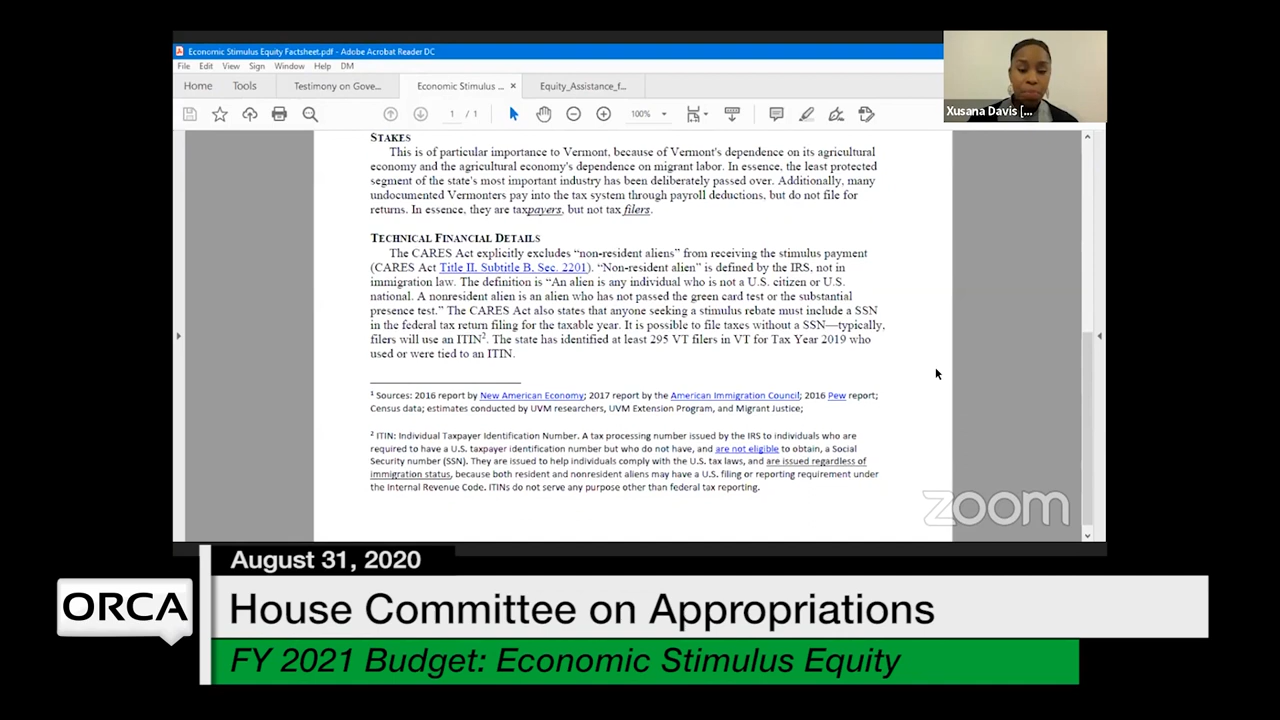 Economic Stimulus Equity Factsheet.pdf - Adobe Acrobat Reader DC
File Edit View Sign Window Help DM
Home Tools Testimony on Gove... Economic Stimulus ... × Equity_Assistance_f...
1 / 1 100%
Xusana Davis [...
STAKES
This is of particular importance to Vermont, because of Vermont's dependence on its agricultural
economy and the agricultural economy's dependence on migrant labor. In essence, the least protected
segment of the state's most important industry has been deliberately passed over. Additionally, many
undocumented Vermonters pay into the tax system through payroll deductions, but do not file for
returns. In essence, they are taxpayers, but not tax filers.
TECHNICAL FINANCIAL DETAILS
The CARES Act explicitly excludes “non-resident aliens” from receiving the stimulus payment
(CARES Act Title II, Subtitle B, Sec. 2201). “Non-resident alien” is defined by the IRS, not in
immigration law. The definition is “An alien is any individual who is not a U.S. citizen or U.S.
national. A nonresident alien is an alien who has not passed the green card test or the substantial
presence test.” The CARES Act also states that anyone seeking a stimulus rebate must include a SSN
in the federal tax return filing for the taxable year. It is possible to file taxes without a SSN—typically,
filers will use an ITIN². The state has identified at least 295 VT filers in VT for Tax Year 2019 who
used or were tied to an ITIN.
¹ Sources: 2016 report by New American Economy; 2017 report by the American Immigration Council; 2016 Pew report;
Census data; estimates conducted by UVM researchers, UVM Extension Program, and Migrant Justice;
² ITIN: Individual Taxpayer Identification Number. A tax processing number issued by the IRS to individuals who are
required to have a U.S. taxpayer identification number but who do not have, and are not eligible to obtain, a Social
Security number (SSN). They are issued to help individuals comply with the U.S. tax laws, and are issued regardless of
immigration status, because both resident and nonresident aliens may have a U.S. filing or reporting requirement under
the Internal Revenue Code. ITINs do not serve any purpose other than federal tax reporting.
zoom
August 31, 2020
ORCA
House Committee on Appropriations
FY 2021 Budget: Economic Stimulus Equity